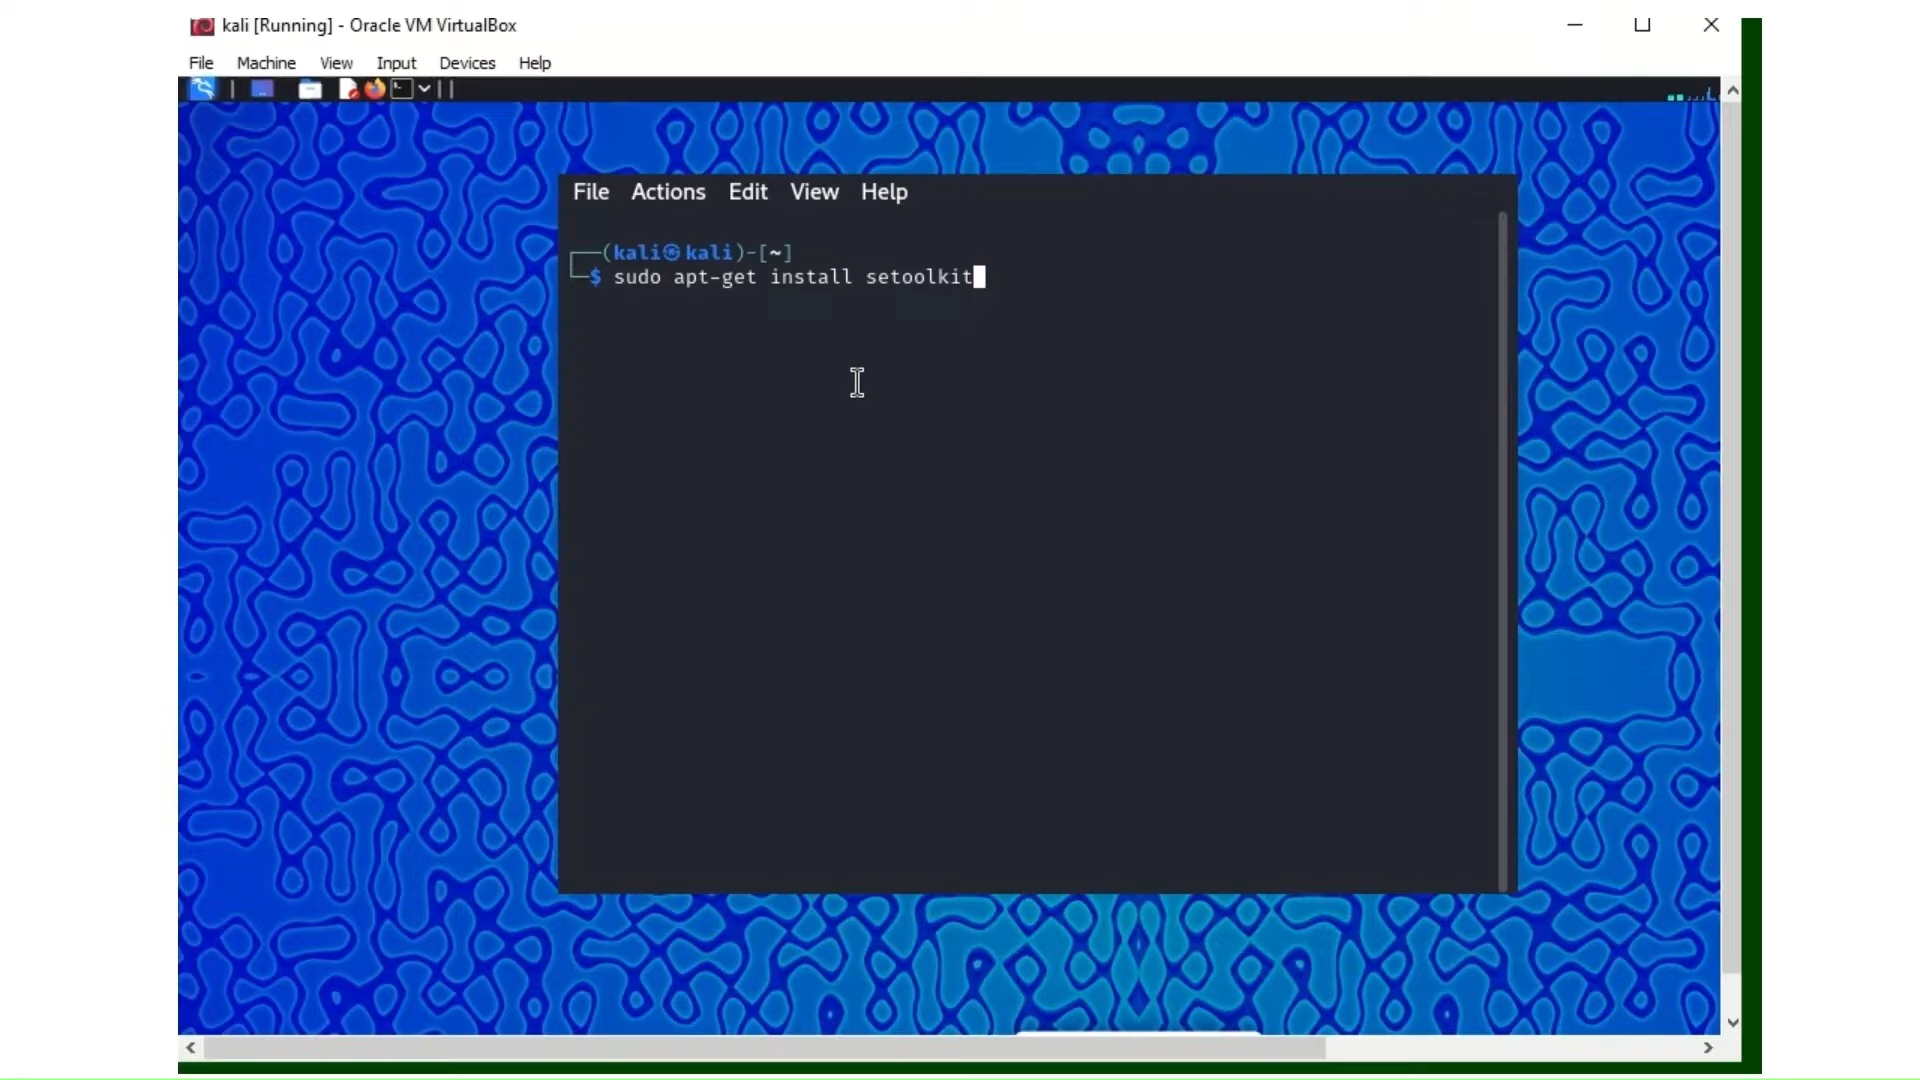 kali [Running] - Oracle VM VirtualBox
File Machine View Input Devices Help
File Actions Edit View Help
(kali㉿kali)-[~]
$ sudo apt-get install setoolkit